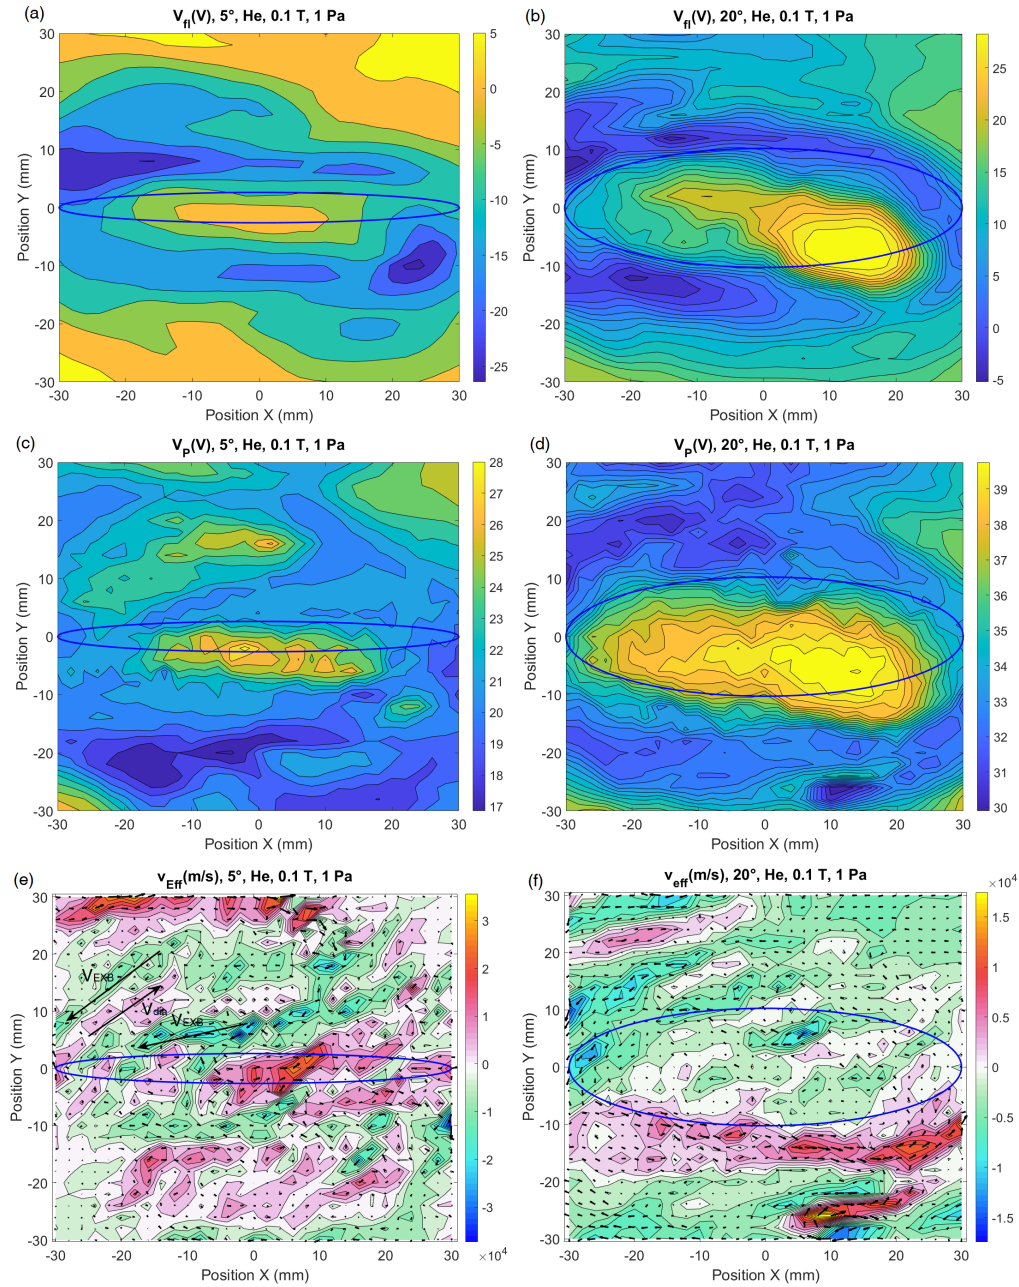 (a)
V_fl(V), 5°, He, 0.1 T, 1 Pa
30
20
10
0
-10
-20
-30
Position Y (mm)
-30 -20 -10 0 10 20 30
Position X (mm)
5
0
-5
-10
-15
-20
-25
(b)
V_fl(V), 20°, He, 0.1 T, 1 Pa
30
20
10
0
-10
-20
-30
Position Y (mm)
-30 -20 -10 0 10 20 30
Position X (mm)
25
20
15
10
5
0
-5
(c)
V_P(V), 5°, He, 0.1 T, 1 Pa
30
20
10
0
-10
-20
-30
Position Y (mm)
-30 -20 -10 0 10 20 30
Position X (mm)
28
27
26
25
24
23
22
21
20
19
18
17
(d)
V_P(V), 20°, He, 0.1 T, 1 Pa
30
20
10
0
-10
-20
-30
Position Y (mm)
-30 -20 -10 0 10 20 30
Position X (mm)
39
38
37
36
35
34
33
32
31
30
(e)
v_Eff(m/s), 5°, He, 0.1 T, 1 Pa
30
20
10
0
-10
-20
-30
Position Y (mm)
V_EXB
V_dia
V_EXB
-30 -20 -10 0 10 20 30
Position X (mm)
3
2
1
0
-1
-2
-3
×10^4
(f)
v_eff(m/s), 20°, He, 0.1 T, 1 Pa
30
20
10
0
-10
-20
-30
Position Y (mm)
-30 -20 -10 0 10 20 30
Position X (mm)
×10^4
1.5
1
0.5
0
-0.5
-1
-1.5